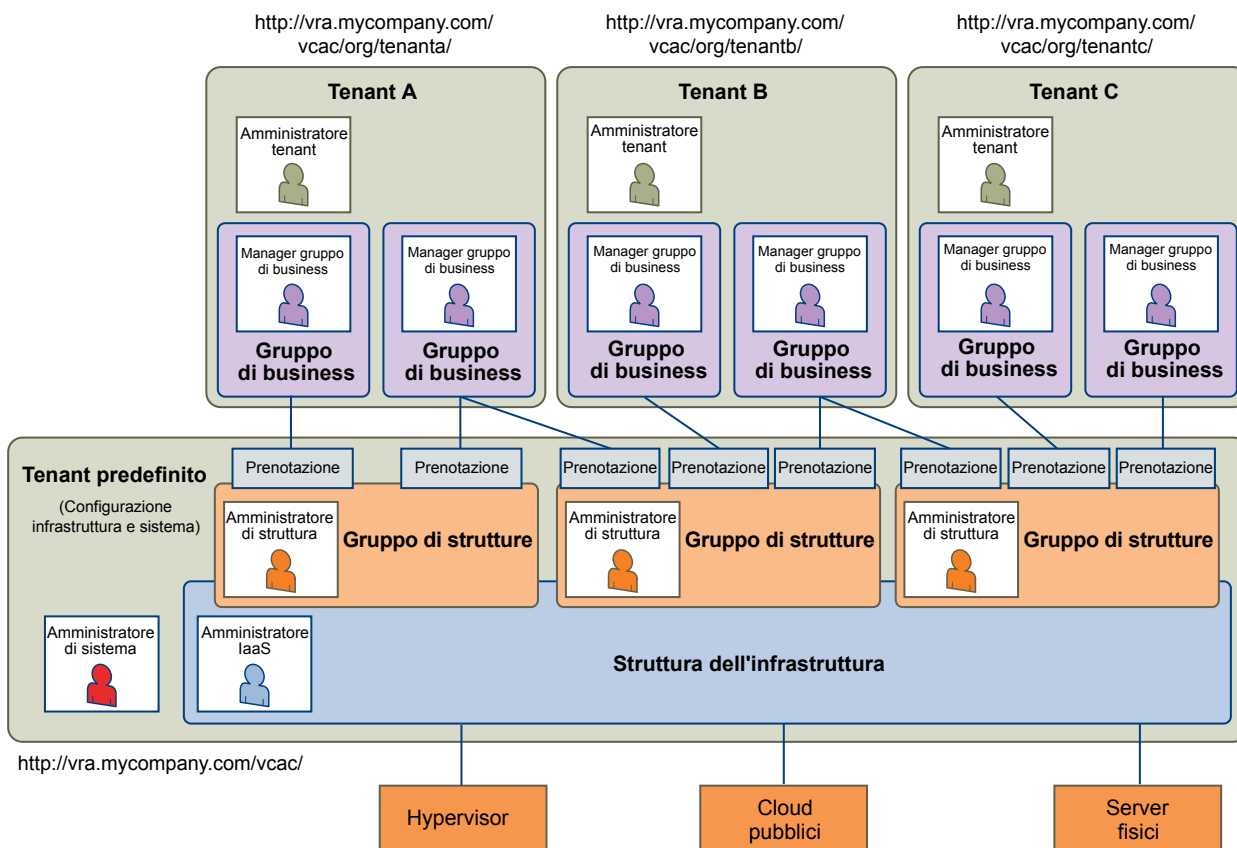 http://vra.mycompany.com/
vcac/org/tenanta/
http://vra.mycompany.com/
vcac/org/tenantb/
http://vra.mycompany.com/
vcac/org/tenantc/
Tenant A
Amministratore
tenant
Manager gruppo
di business
Gruppo
di business
Manager gruppo
di business
Gruppo
di business
Tenant B
Amministratore
tenant
Manager gruppo
di business
Gruppo
di business
Manager gruppo
di business
Gruppo
di business
Tenant C
Amministratore
tenant
Manager gruppo
di business
Gruppo
di business
Manager gruppo
di business
Gruppo
di business
Tenant predefinito
(Configurazione
infrastruttura e sistema)
Prenotazione
Prenotazione
Prenotazione
Prenotazione
Prenotazione
Prenotazione
Prenotazione
Prenotazione
Amministratore
di struttura
Gruppo di strutture
Amministratore
di struttura
Gruppo di strutture
Amministratore
di struttura
Gruppo di strutture
Amministratore
di sistema
Amministratore
IaaS
Struttura dell'infrastruttura
http://vra.mycompany.com/vcac/
Hypervisor
Cloud
pubblici
Server
fisici